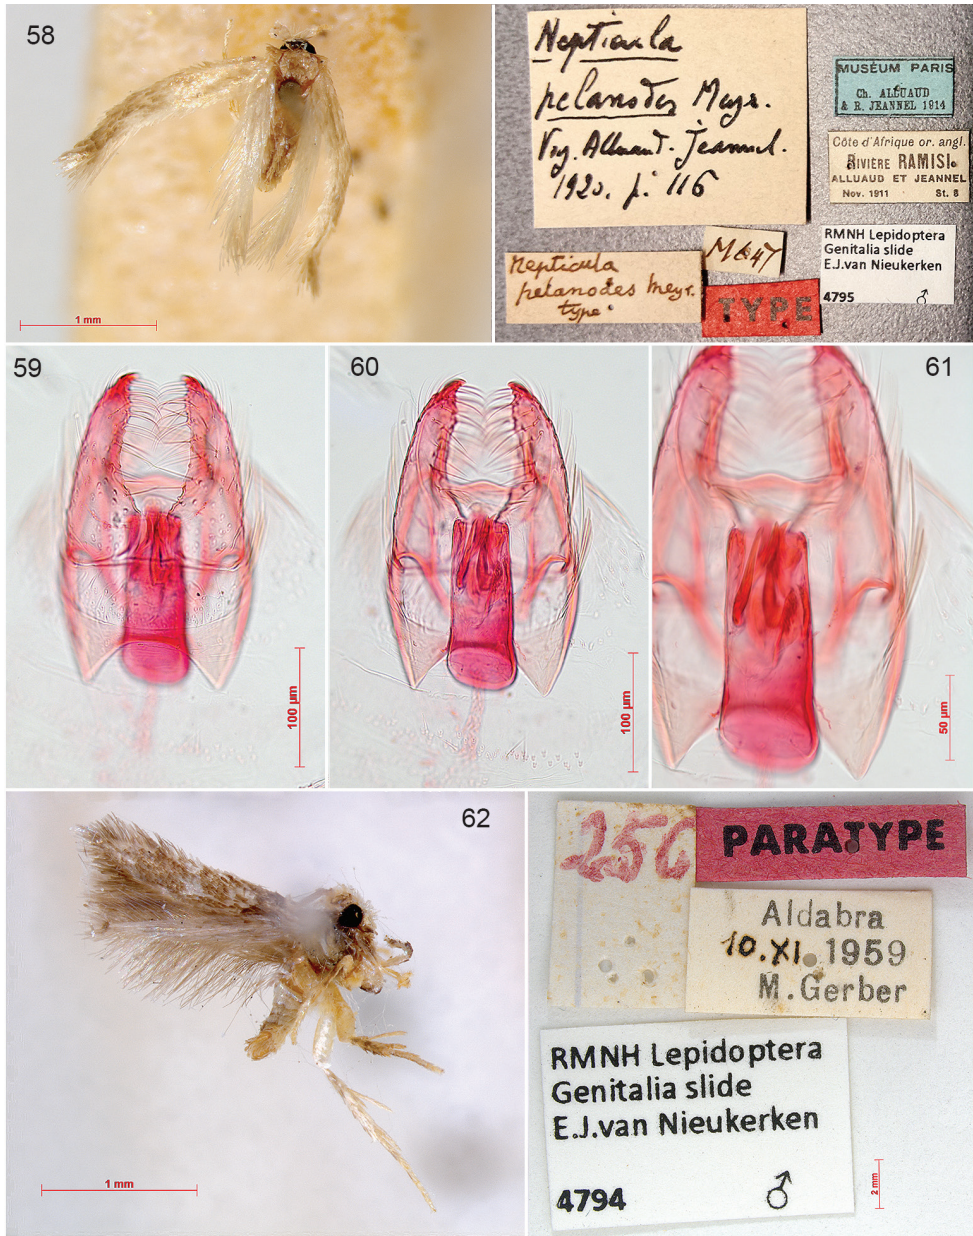 58
1 mm
Nepticula
pelanodes Meyr.
Voy. Alluaud-Jeannel.
1920. p. 116
MUSÉUM PARIS
Ch. ALLUAUD
& R. JEANNEL 1914
Côte d'Afrique or. angl.
RIVIÈRE RAMISI.
ALLUAUD ET JEANNEL
Nov. 1911 St. 8
Nepticula
pelanodes Meyr.
type.
TYPE
RMNH Lepidoptera
Genitalia slide
E.J.van Nieukerken
4795 ♂
59
100 µm
60
100 µm
61
50 µm
62
1 mm
256
PARATYPE
Aldabra
10.XI.1959
M.Gerber
RMNH Lepidoptera
Genitalia slide
E.J.van Nieukerken
4794 ♂
2 mm